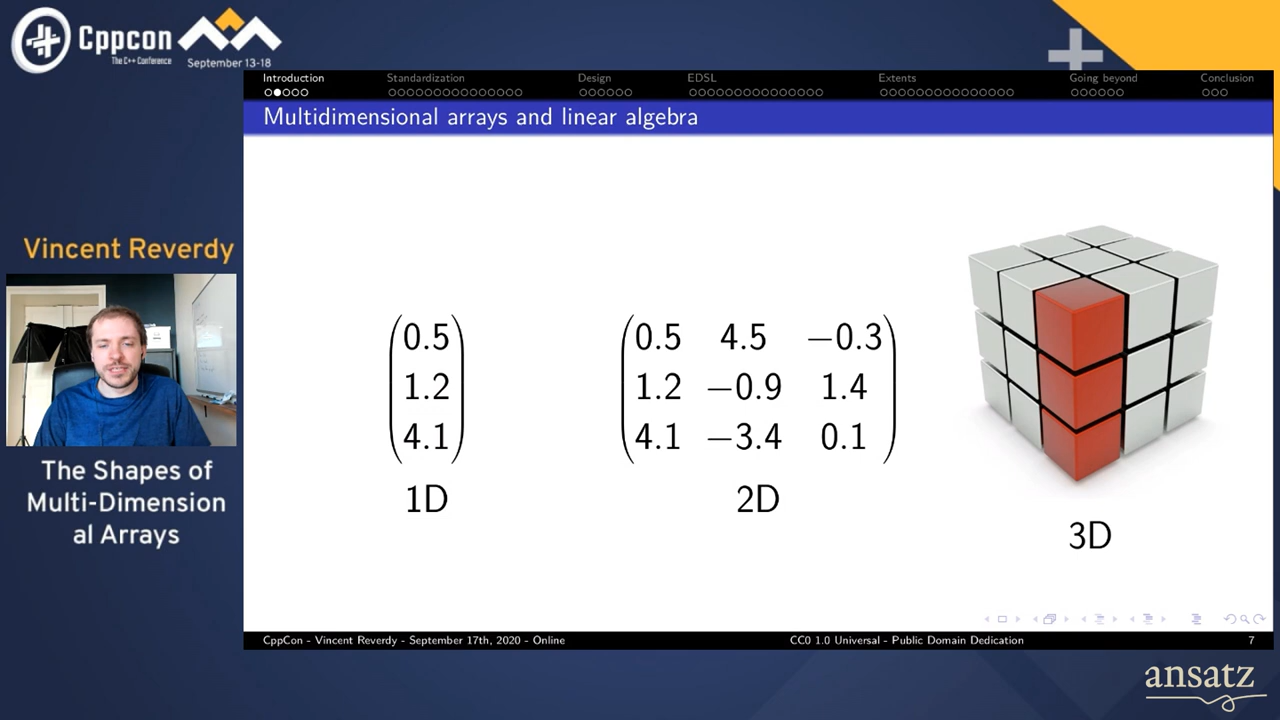 Cppcon
The C++ Conference
September 13-18
Introduction Standardization Design EDSL Extents Going beyond Conclusion
Multidimensional arrays and linear algebra
Vincent Reverdy
The Shapes of
Multi-Dimension
al Arrays
0.5
1.2
4.1
1D
0.5 4.5 −0.3
1.2 −0.9 1.4
4.1 −3.4 0.1
2D
3D
CppCon - Vincent Reverdy - September 17th, 2020 - Online CC0 1.0 Universal - Public Domain Dedication 7
ansatz